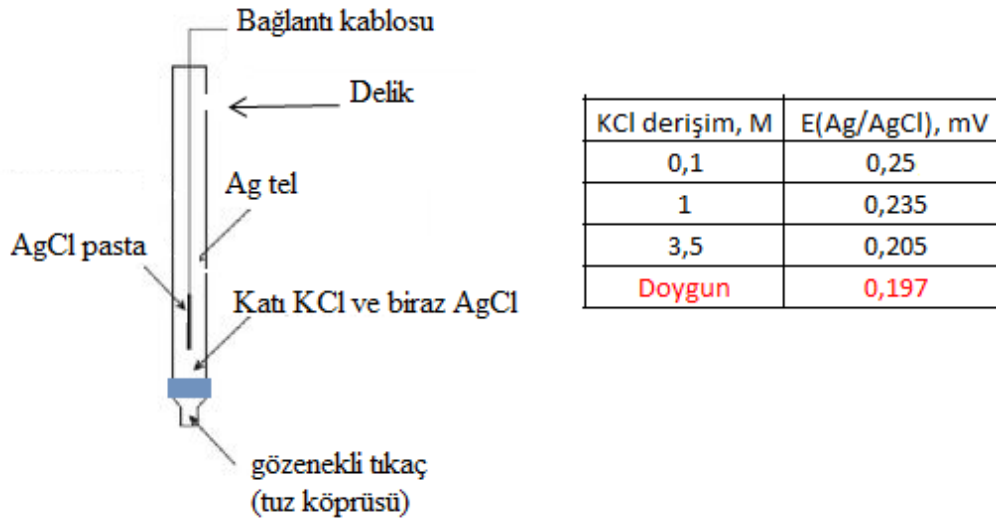 Bağlantı kablosu
Delik
Ag tel
AgCl pasta
Katı KCl ve biraz AgCl
gözenekli tıkaç
(tuz köprüsü)
KCl derişim, M E(Ag/AgCl), mV
0,1 0,25
1 0,235
3,5 0,205
Doygun 0,197